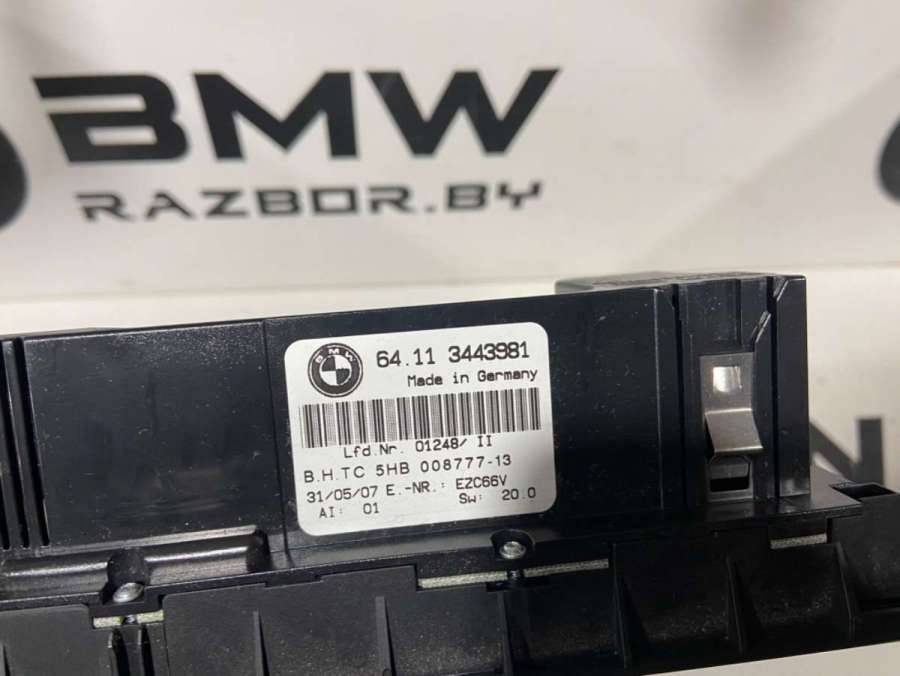 BMW
RAZBOR.BY
BMW
64.11 3443981
Made in Germany
Lfd.Nr. 01248/ II
B.H.TC 5HB 008777-13
31/05/07 E.-NR.: EZC66V
AI: 01 Sw: 20.0